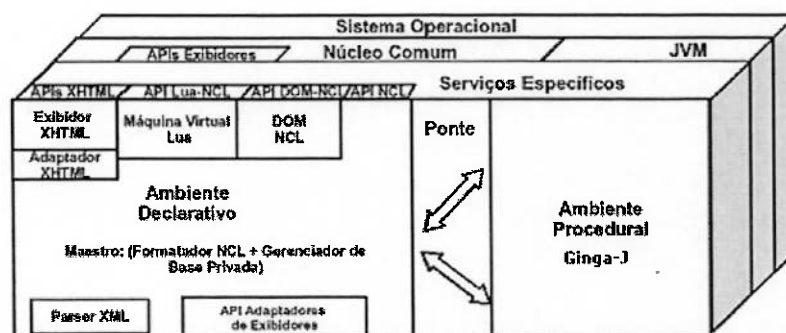 Sistema Operacional
APIs Exibidores
Núcleo Comum
JVM
Serviços Específicos
APIs XHTML
API Lua-NCL
API DOM-NCL
API NCL
Exibidor
XHTML
Máquina Virtual
Lua
DOM
NCL
Ponte
Adaptador
XHTML
Ambiente
Declarativo
Ambiente
Procedural
Ginga-J
Maestro: (Formatador NCL + Gerenciador de
Base Privada)
Parser XML
API Adaptadores
de Exibidores